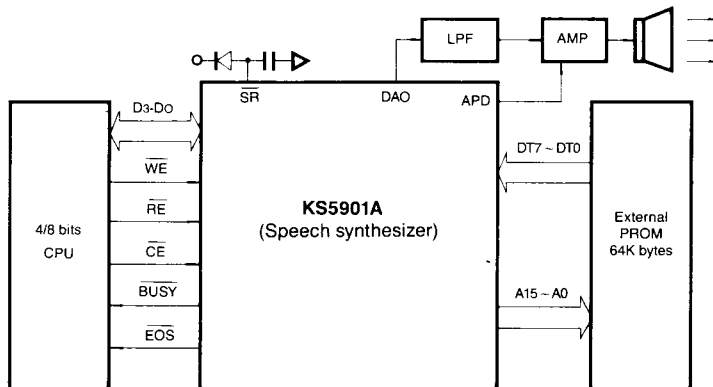 LPF
AMP
SR
DAO
APD
D3-D0
WE
RE
CE
BUSY
EOS
4/8 bits
CPU
KS5901A
(Speech synthesizer)
DT7 ~ DT0
A15 ~ A0
External
PROM
64K bytes